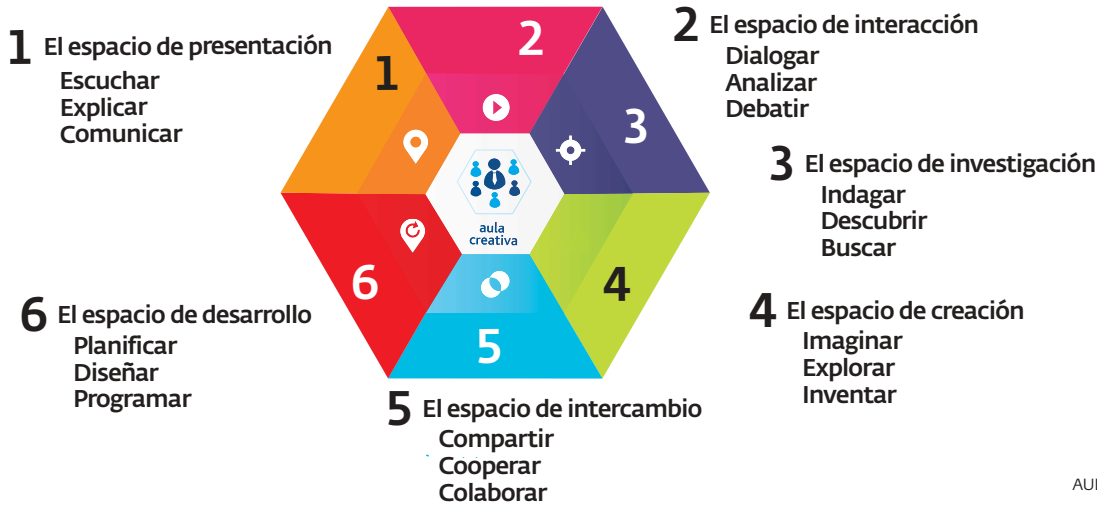 1 El espacio de presentación
Escuchar
Explicar
Comunicar
2 El espacio de interacción
Dialogar
Analizar
Debatir
3 El espacio de investigación
Indagar
Descubrir
Buscar
4 El espacio de creación
Imaginar
Explorar
Inventar
5 El espacio de intercambio
Compartir
Cooperar
Colaborar
6 El espacio de desarrollo
Planificar
Diseñar
Programar
1
2
3
4
5
6
aula
creativa